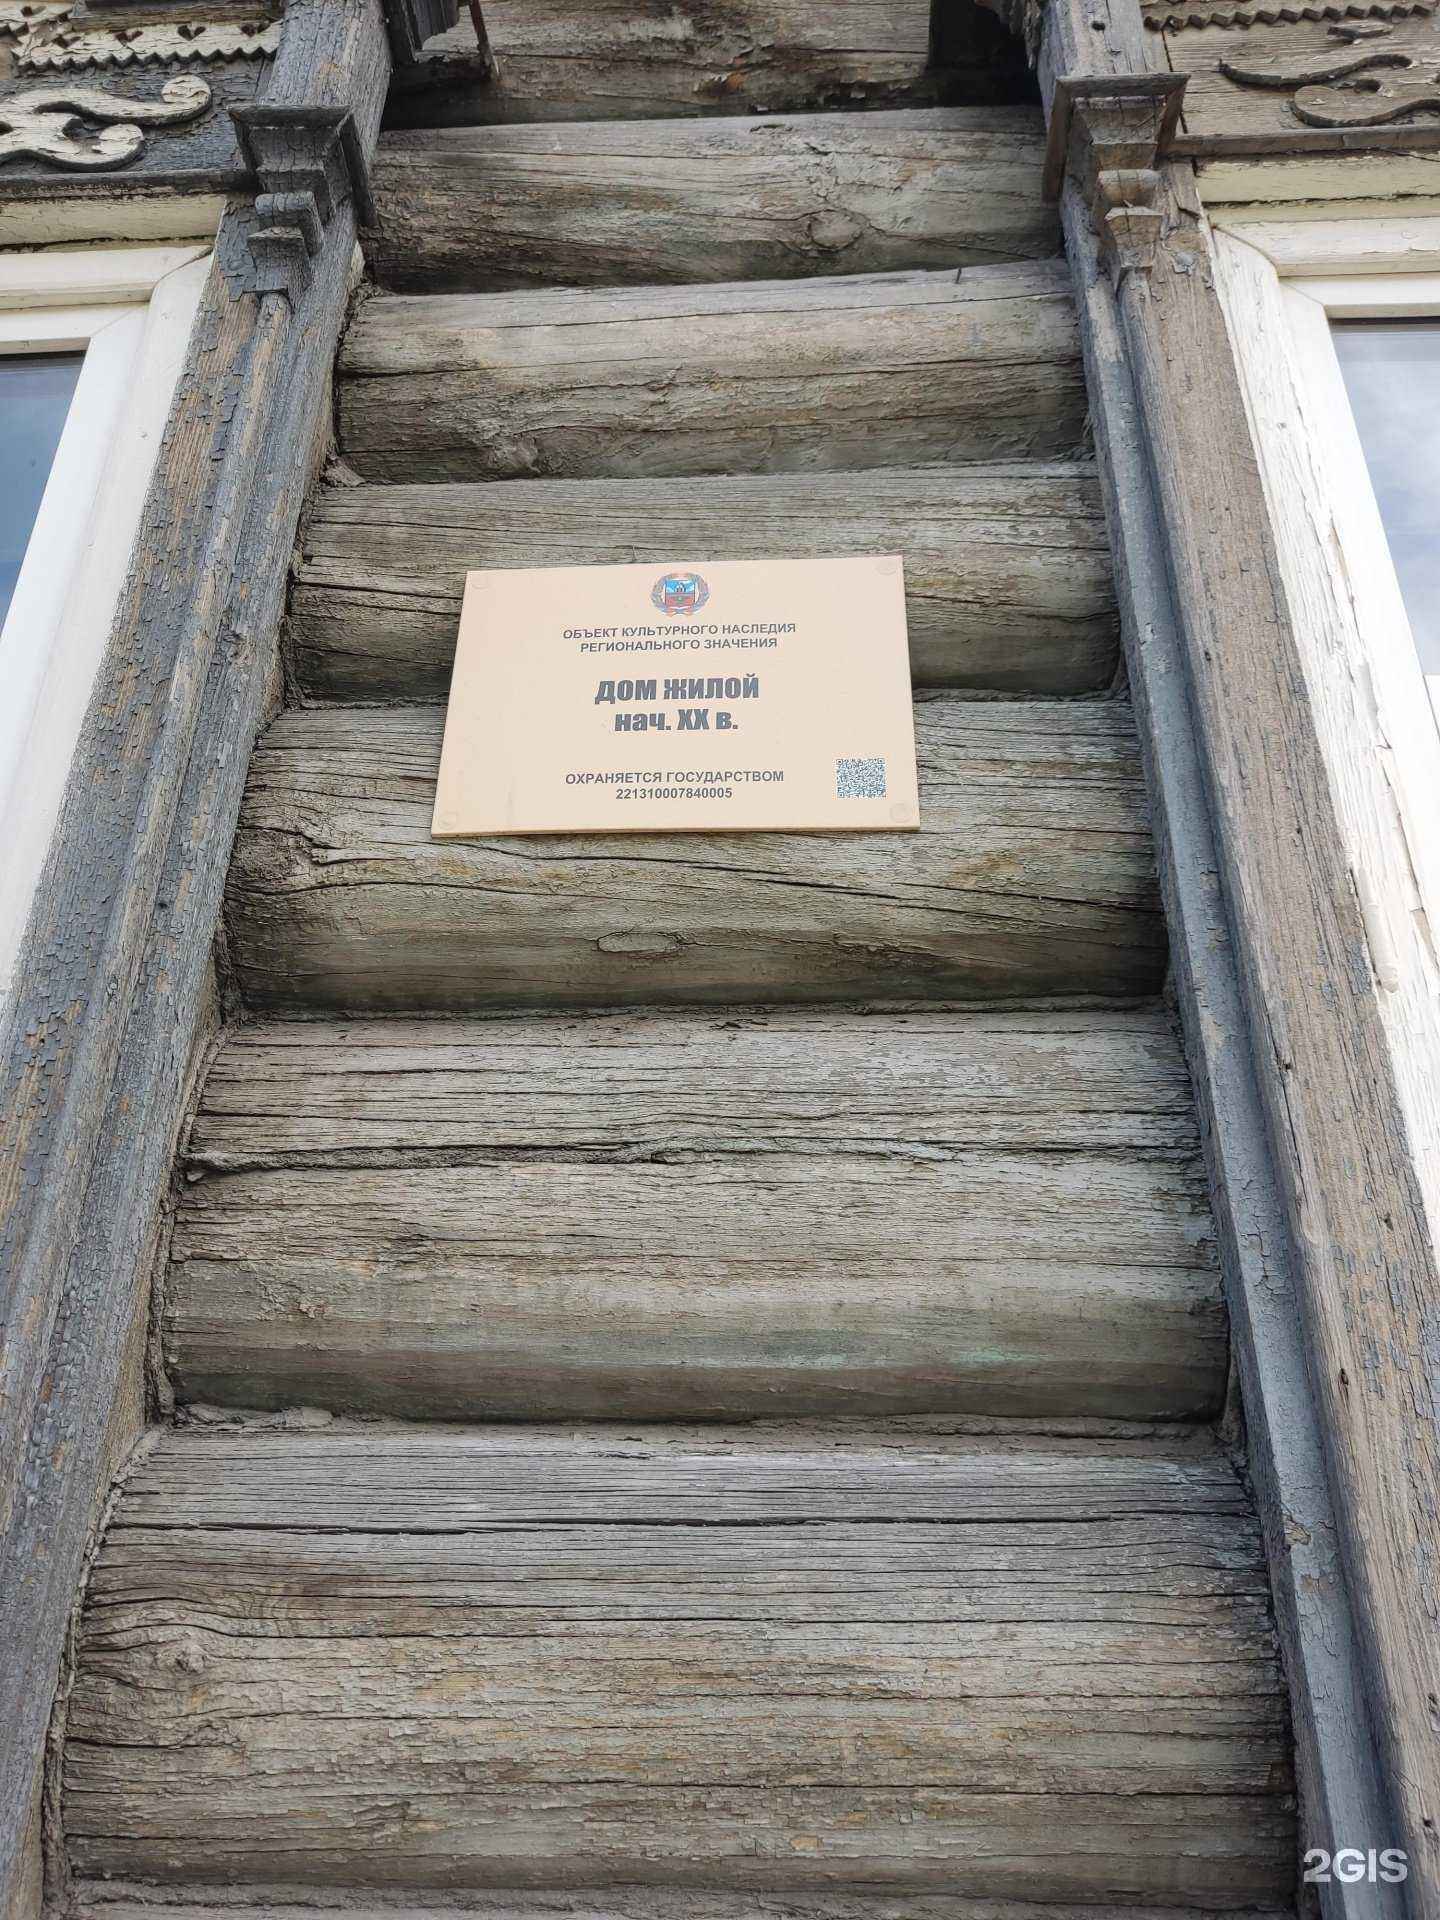 ОБЪЕКТ КУЛЬТУРНОГО НАСЛЕДИЯ
РЕГИОНАЛЬНОГО ЗНАЧЕНИЯ
ДОМ ЖИЛОЙ
нач. XX в.
ОХРАНЯЕТСЯ ГОСУДАРСТВОМ
221310007840005
2GIS